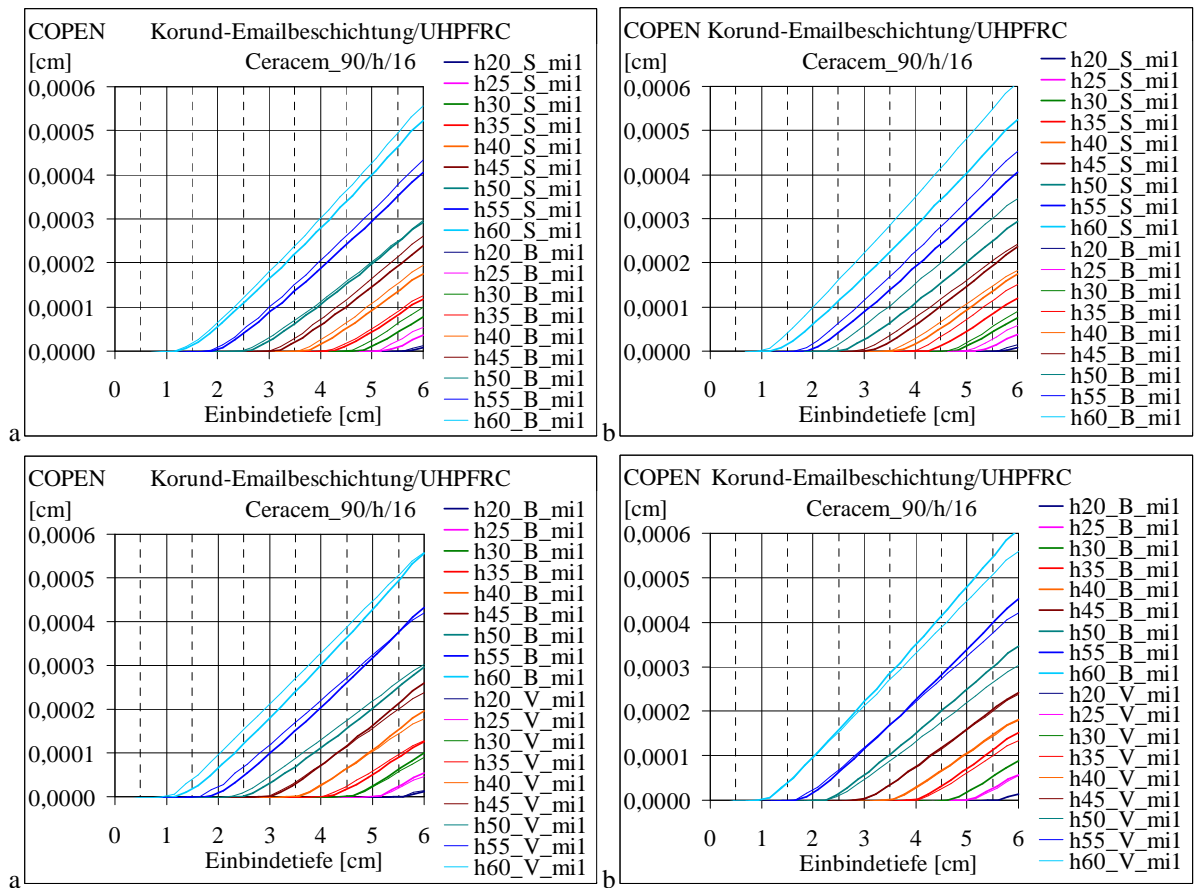 COPEN Korund-Emailbeschichtung/UHPFRC
[cm] Ceracem_90/h/16
0,0006
0,0005
0,0004
0,0003
0,0002
0,0001
0,0000
0 1 2 3 4 5 6
Einbindetiefe [cm]
h20_S_mi1
h25_S_mi1
h30_S_mi1
h35_S_mi1
h40_S_mi1
h45_S_mi1
h50_S_mi1
h55_S_mi1
h60_S_mi1
h20_B_mi1
h25_B_mi1
h30_B_mi1
h35_B_mi1
h40_B_mi1
h45_B_mi1
h50_B_mi1
h55_B_mi1
h60_B_mi1
a
COPEN Korund-Emailbeschichtung/UHPFRC
[cm] Ceracem_90/h/16
0,0006
0,0005
0,0004
0,0003
0,0002
0,0001
0,0000
0 1 2 3 4 5 6
Einbindetiefe [cm]
h20_S_mi1
h25_S_mi1
h30_S_mi1
h35_S_mi1
h40_S_mi1
h45_S_mi1
h50_S_mi1
h55_S_mi1
h60_S_mi1
h20_B_mi1
h25_B_mi1
h30_B_mi1
h35_B_mi1
h40_B_mi1
h45_B_mi1
h50_B_mi1
h55_B_mi1
h60_B_mi1
b
COPEN Korund-Emailbeschichtung/UHPFRC
[cm] Ceracem_90/h/16
0,0006
0,0005
0,0004
0,0003
0,0002
0,0001
0,0000
0 1 2 3 4 5 6
Einbindetiefe [cm]
h20_B_mi1
h25_B_mi1
h30_B_mi1
h35_B_mi1
h40_B_mi1
h45_B_mi1
h50_B_mi1
h55_B_mi1
h60_B_mi1
h20_V_mi1
h25_V_mi1
h30_V_mi1
h35_V_mi1
h40_V_mi1
h45_V_mi1
h50_V_mi1
h55_V_mi1
h60_V_mi1
a
COPEN Korund-Emailbeschichtung/UHPFRC
[cm] Ceracem_90/h/16
0,0006
0,0005
0,0004
0,0003
0,0002
0,0001
0,0000
0 1 2 3 4 5 6
Einbindetiefe [cm]
h20_B_mi1
h25_B_mi1
h30_B_mi1
h35_B_mi1
h40_B_mi1
h45_B_mi1
h50_B_mi1
h55_B_mi1
h60_B_mi1
h20_V_mi1
h25_V_mi1
h30_V_mi1
h35_V_mi1
h40_V_mi1
h45_V_mi1
h50_V_mi1
h55_V_mi1
h60_V_mi1
b